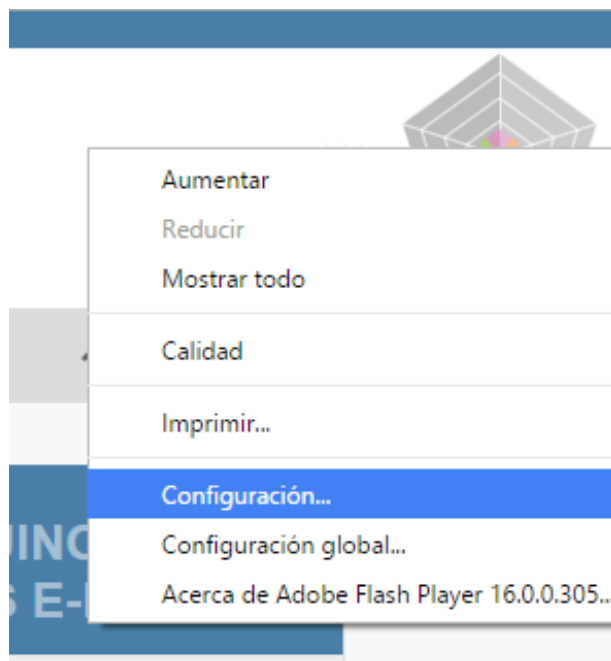 Aumentar
Reducir
Mostrar todo
Calidad
Imprimir...
Configuración...
Configuración global...
Acerca de Adobe Flash Player 16.0.0.305...